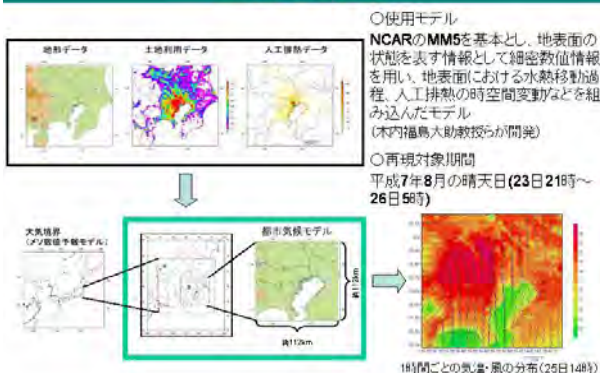 地形データ
土地利用データ
人工排熱データ
○使用モデル
NCARのMM5を基本とし、地表面の
状態を表す情報として細密数値情報
を用い、地表面における水熱移動過
程、人工排熱の時空間変動などを組
み込んだモデル
(木内福島大助教授らが開発)
○再現対象期間
平成7年8月の晴天日(23日21時～
26日5時)
大気境界
(メソ数値予報モデル)
都市気候モデル
約112km
約112km
1時間ごとの気温・風の分布(25日14時)